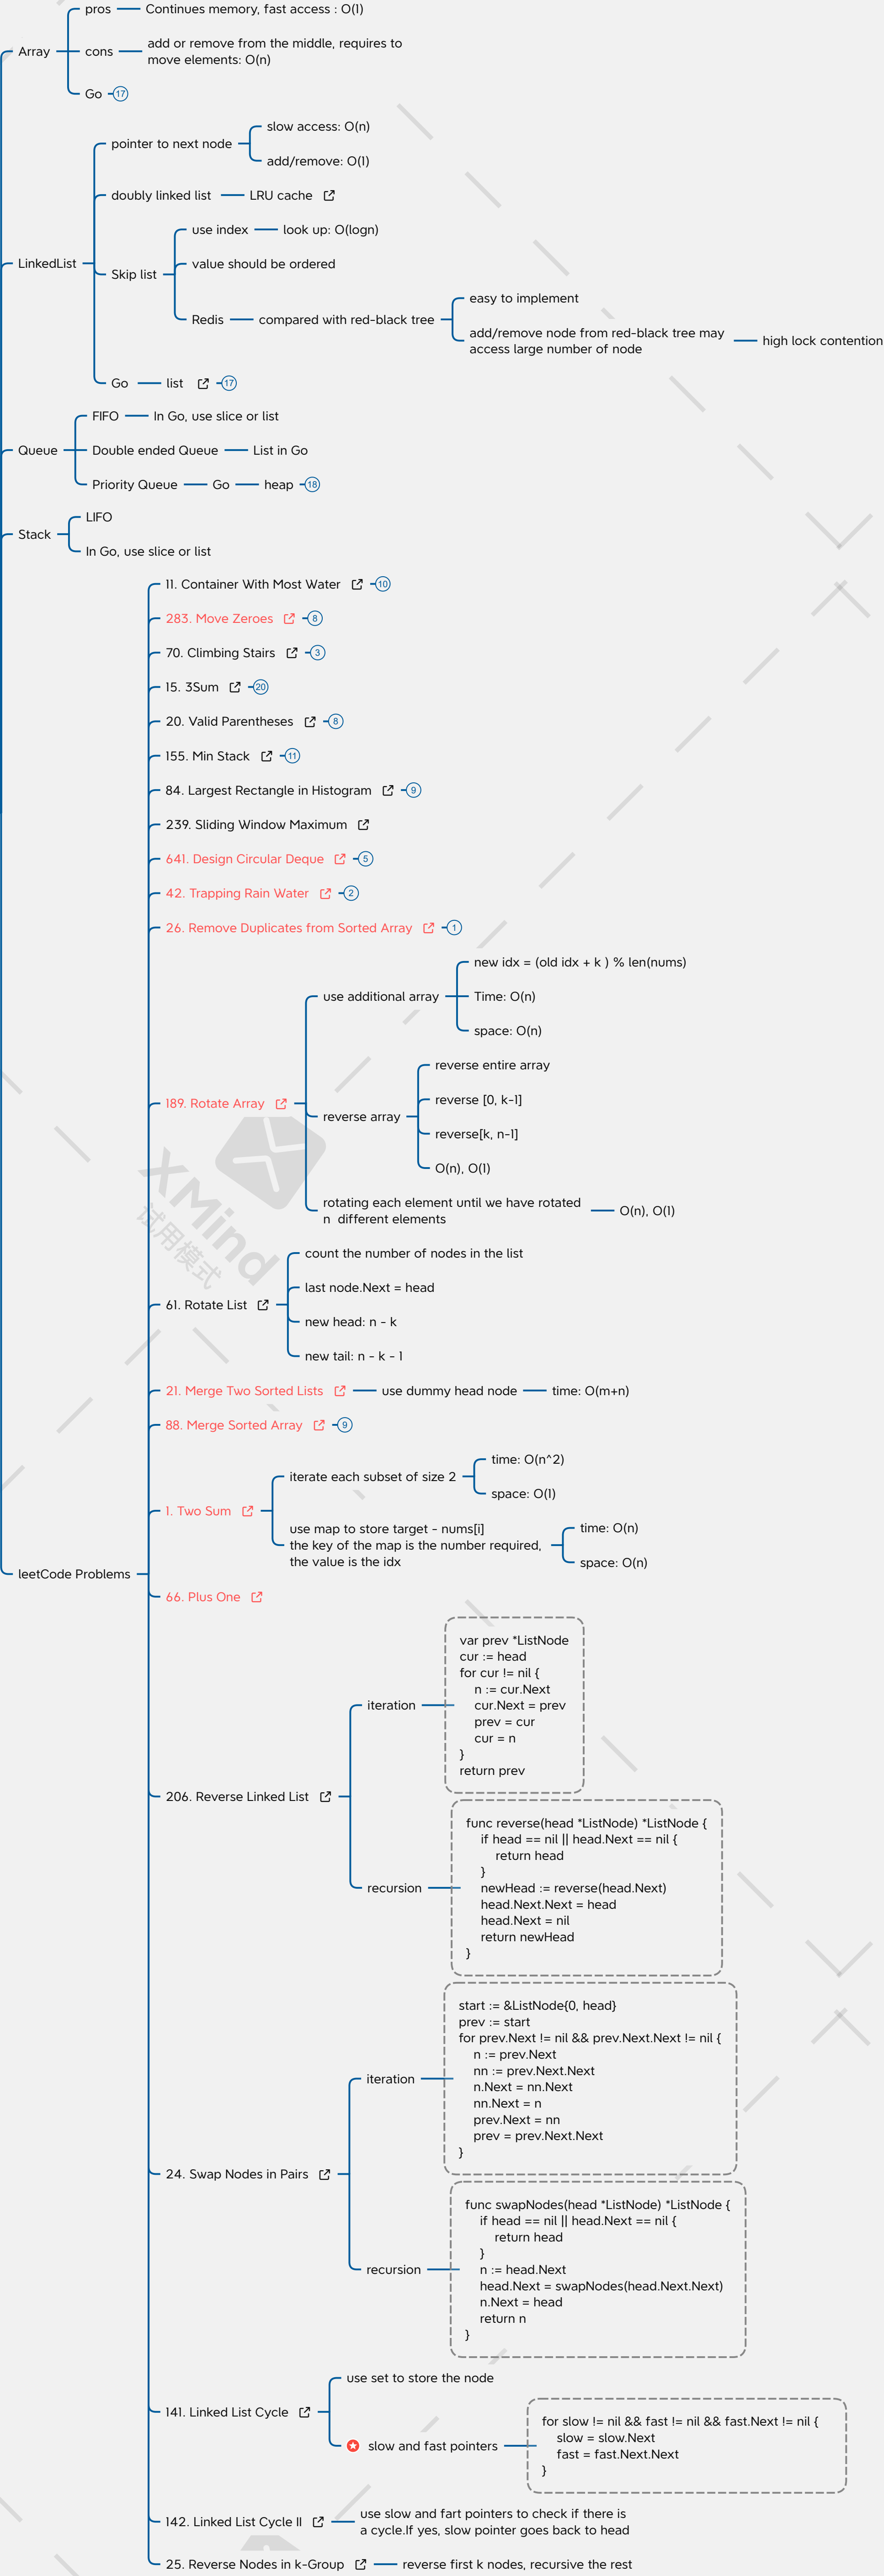 Array
pros
Continues memory, fast access : O(1)
cons
add or remove from the middle, requires to
move elements: O(n)
Go
17
LinkedList
pointer to next node
slow access: O(n)
add/remove: O(1)
doubly linked list
LRU cache
Skip list
use index
look up: O(logn)
value should be ordered
Redis
compared with red-black tree
easy to implement
add/remove node from red-black tree may
access large number of node
high lock contention
Go
list
17
Queue
FIFO
In Go, use slice or list
Double ended Queue
List in Go
Priority Queue
Go
heap
18
Stack
LIFO
In Go, use slice or list
leetCode Problems
11. Container With Most Water
10
283. Move Zeroes
8
70. Climbing Stairs
3
15. 3Sum
20
20. Valid Parentheses
8
155. Min Stack
11
84. Largest Rectangle in Histogram
9
239. Sliding Window Maximum
641. Design Circular Deque
5
42. Trapping Rain Water
2
26. Remove Duplicates from Sorted Array
1
189. Rotate Array
use additional array
new idx = (old idx + k ) % len(nums)
Time: O(n)
space: O(n)
reverse array
reverse entire array
reverse [0, k-1]
reverse[k, n-1]
O(n), O(1)
rotating each element until we have rotated
n  different elements
O(n), O(1)
XMind
试用模式
61. Rotate List
count the number of nodes in the list
last node.Next = head
new head: n - k
new tail: n - k - 1
21. Merge Two Sorted Lists
use dummy head node
time: O(m+n)
88. Merge Sorted Array
9
1. Two Sum
iterate each subset of size 2
time: O(n^2)
space: O(1)
use map to store target - nums[i]
the key of the map is the number required,
the value is the idx
time: O(n)
space: O(n)
66. Plus One
206. Reverse Linked List
iteration
var prev *ListNode
cur := head
for cur != nil {
    n := cur.Next
    cur.Next = prev
    prev = cur
    cur = n
}
return prev
recursion
func reverse(head *ListNode) *ListNode {
    if head == nil || head.Next == nil {
        return head
    }
    newHead := reverse(head.Next)
    head.Next.Next = head
    head.Next = nil
    return newHead
}
24. Swap Nodes in Pairs
iteration
start := &ListNode{0, head}
prev := start
for prev.Next != nil && prev.Next.Next != nil {
    n := prev.Next
    nn := prev.Next.Next
    n.Next = nn.Next
    nn.Next = n
    prev.Next = nn
    prev = prev.Next.Next
}
recursion
func swapNodes(head *ListNode) *ListNode {
    if head == nil || head.Next == nil {
        return head
    }
    n := head.Next
    head.Next = swapNodes(head.Next.Next)
    n.Next = head
    return n
}
141. Linked List Cycle
use set to store the node
slow and fast pointers
for slow != nil && fast != nil && fast.Next != nil {
    slow = slow.Next
    fast = fast.Next.Next
}
142. Linked List Cycle II
use slow and fart pointers to check if there is
a cycle.If yes, slow pointer goes back to head
25. Reverse Nodes in k-Group
reverse first k nodes, recursive the rest